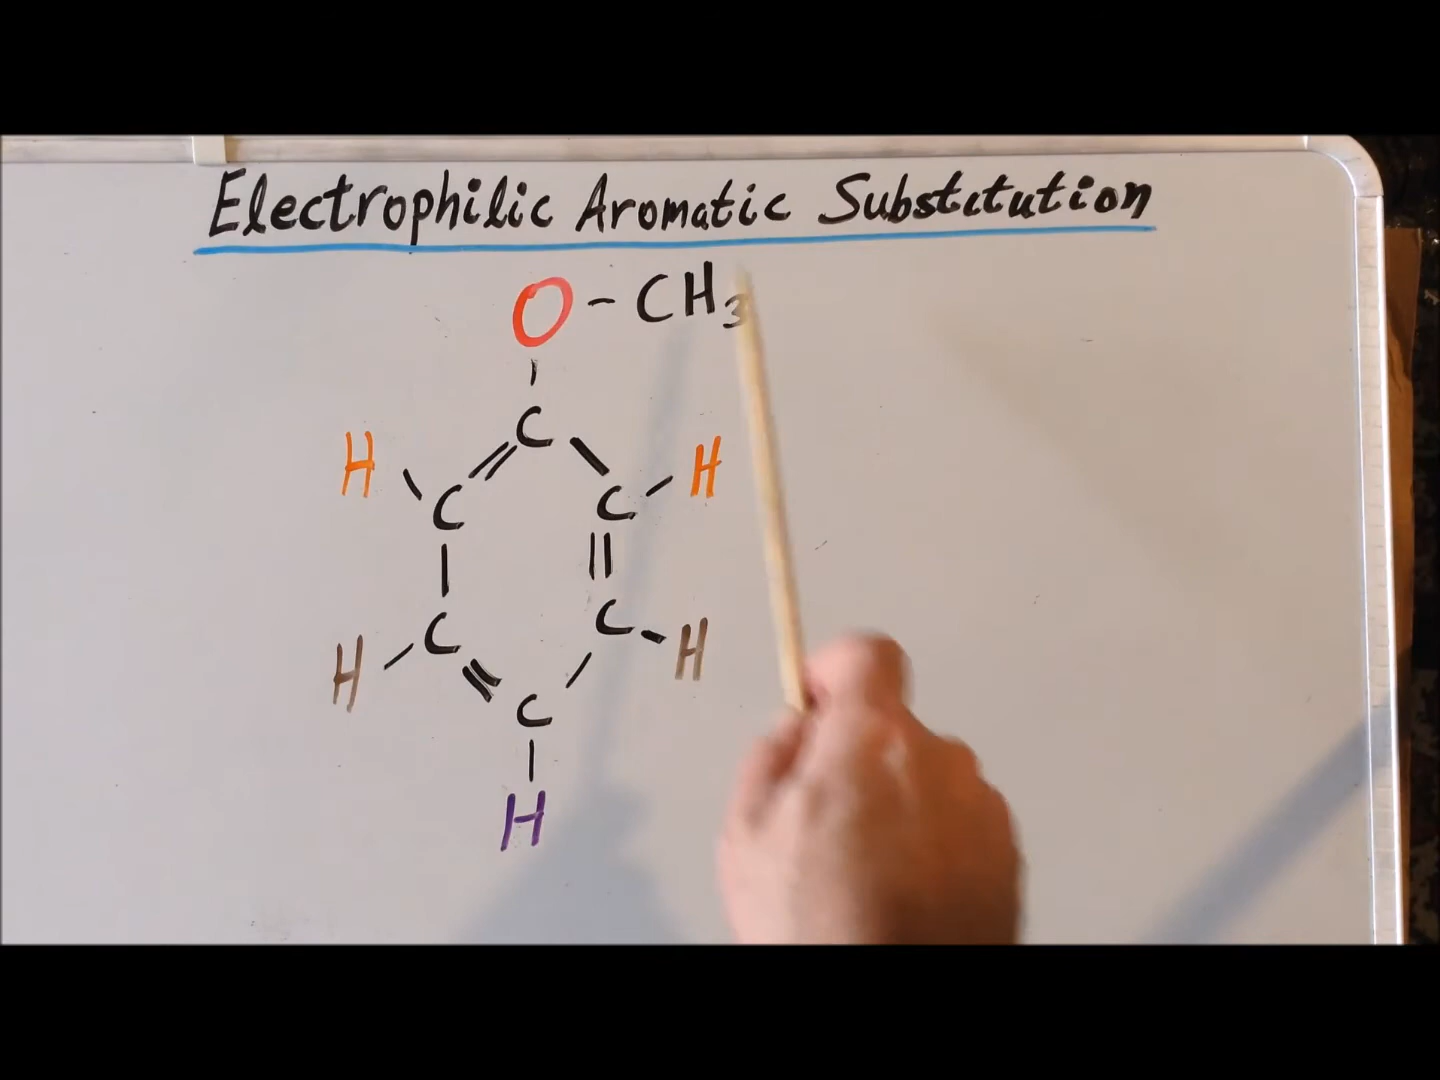 Electrophilic Aromatic Substitution
O - CH3
C
H C C H
H C C H
C
H